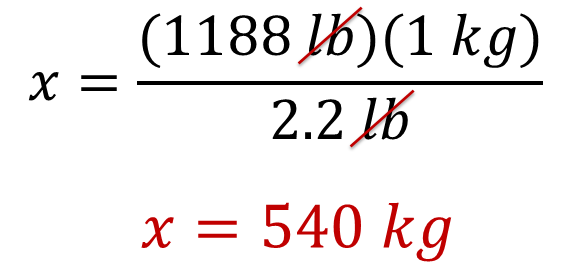 x = (1188 lb)(1 kg)
2.2 lb
x = 540 kg